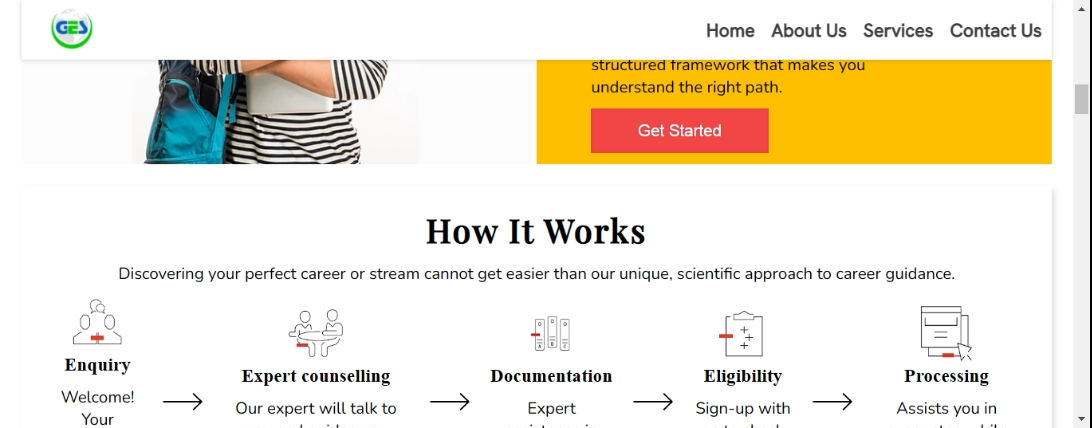 GES
Home About Us Services Contact Us
structured framework that makes you
understand the right path.
Get Started
How It Works
Discovering your perfect career or stream cannot get easier than our unique, scientific approach to career guidance.
Enquiry
Welcome!
Your
Expert counselling
Our expert will talk to
Documentation
Expert
Eligibility
Sign-up with
Processing
Assists you in